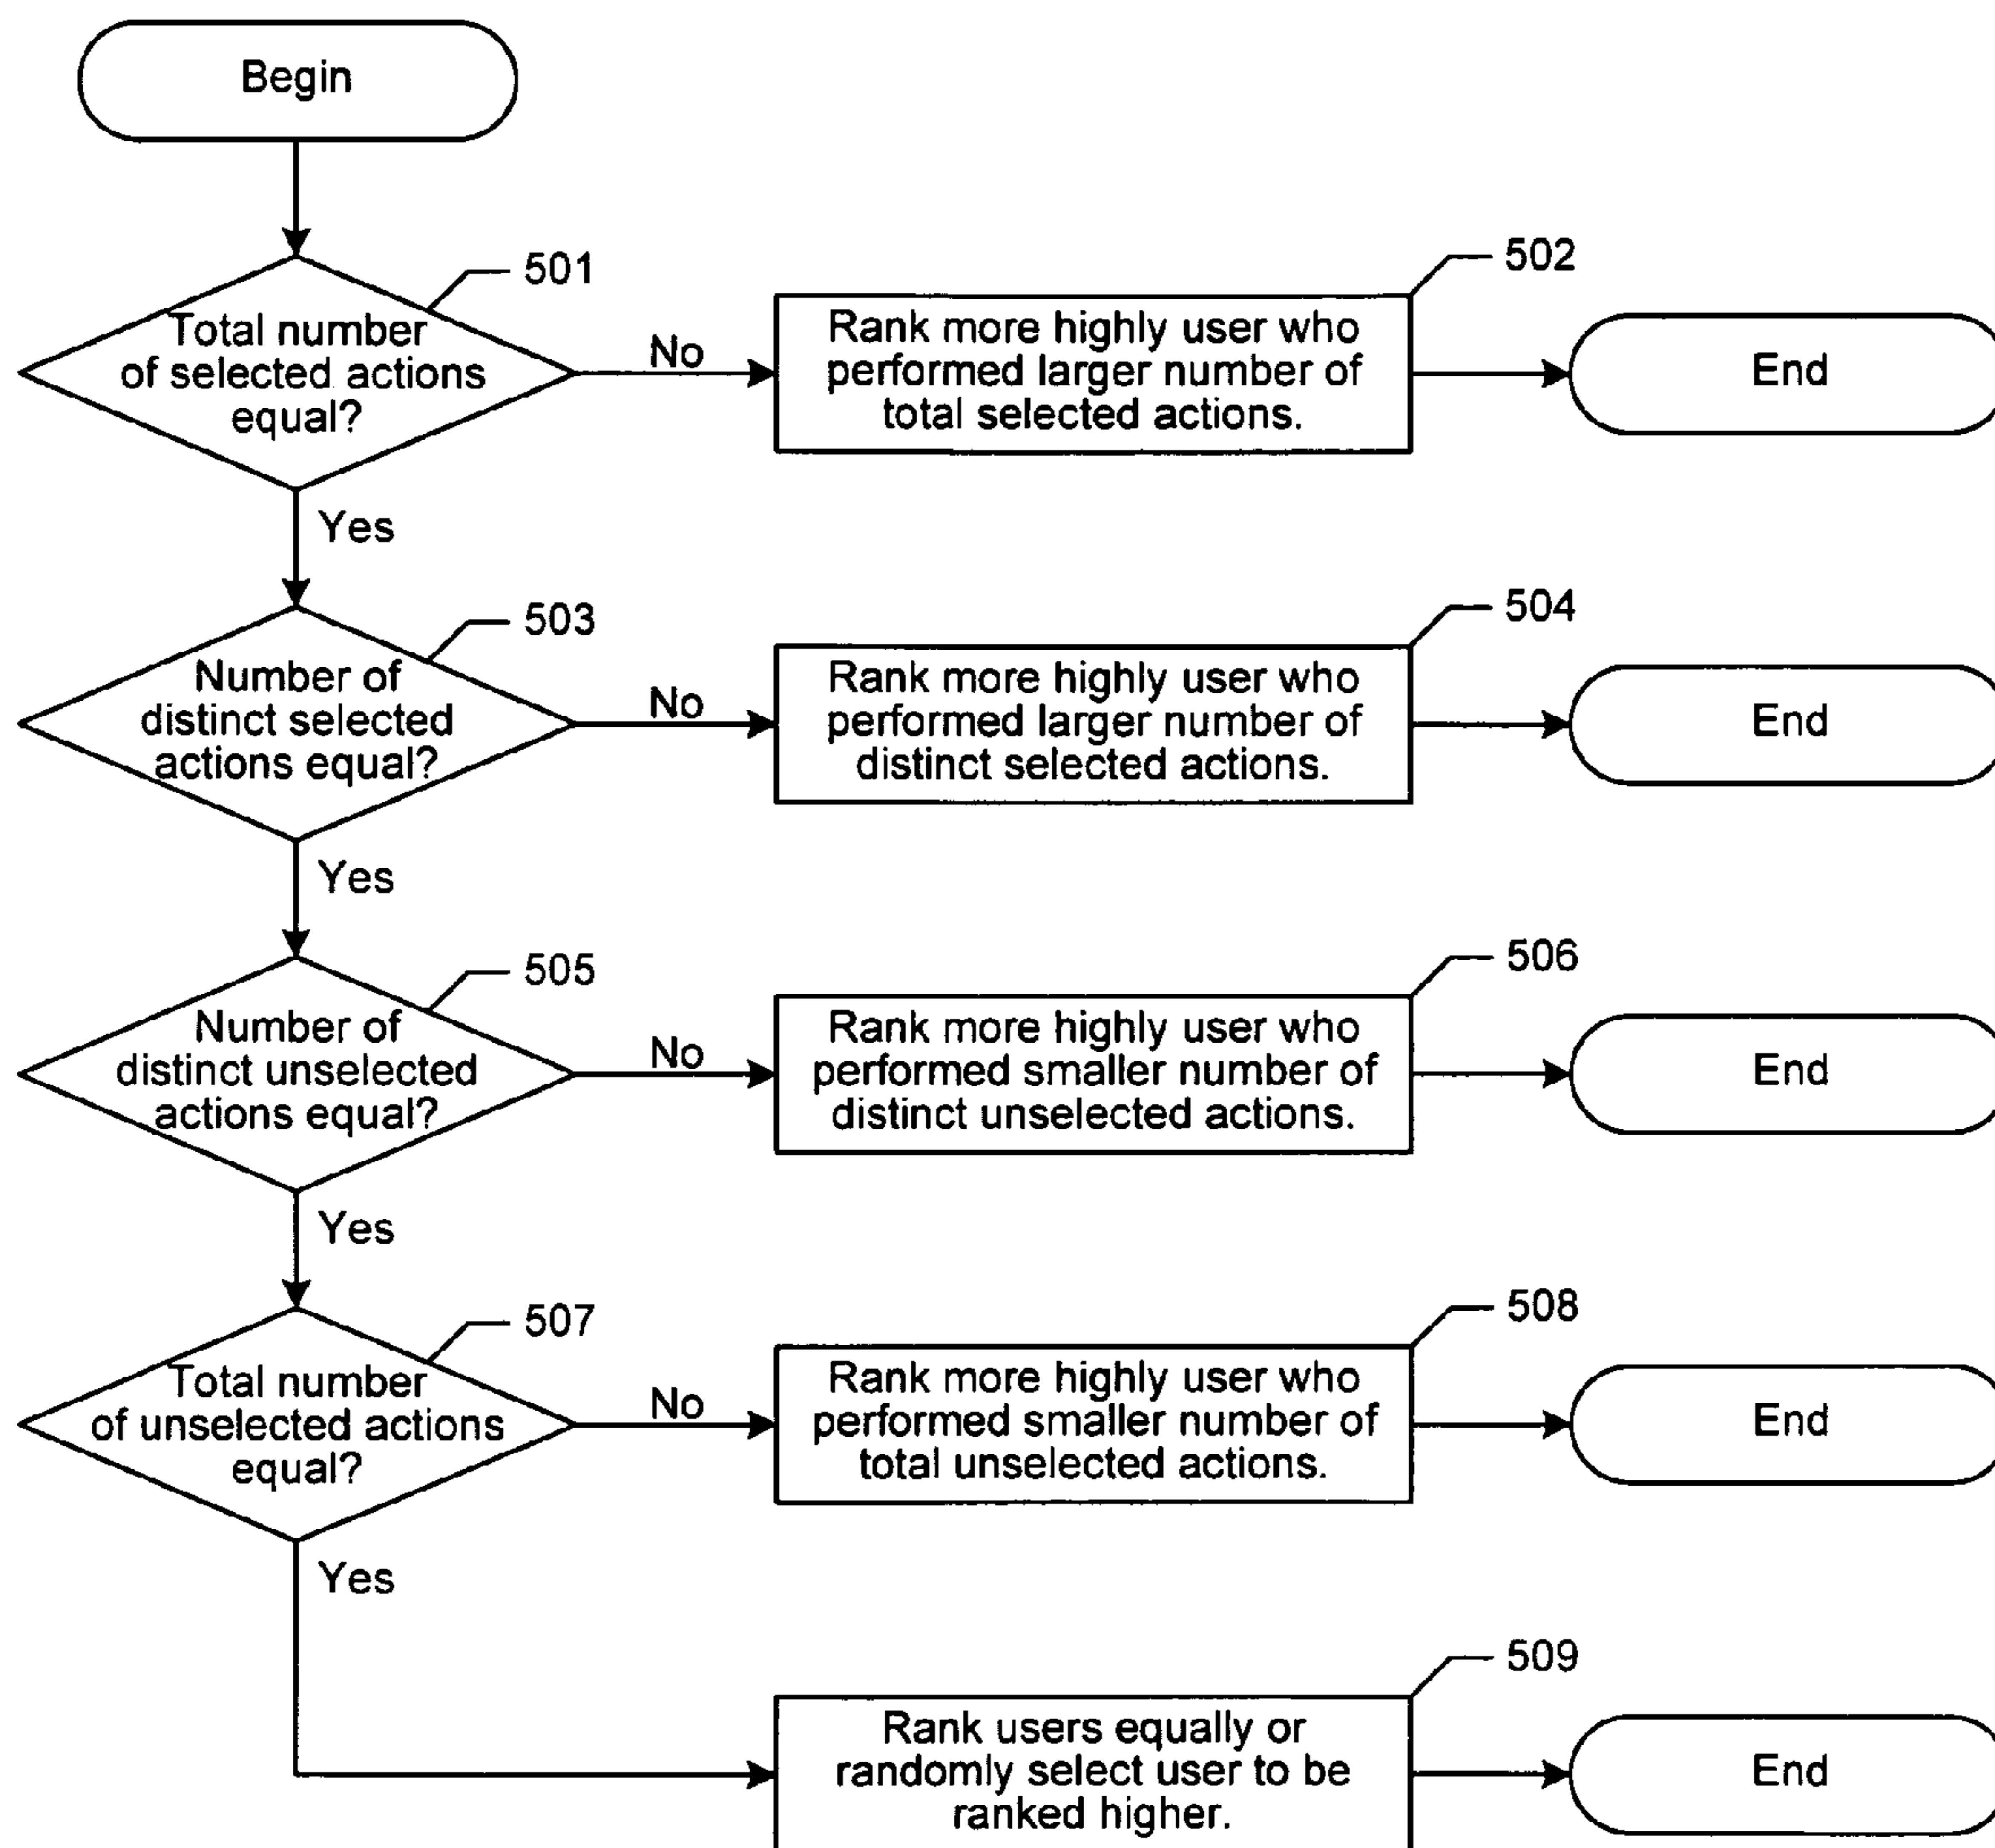 Begin
501
Total number
of selected actions
equal?
No
502
Rank more highly user who
performed larger number of
total selected actions.
End
Yes
503
Number of
distinct selected
actions equal?
No
504
Rank more highly user who
performed larger number of
distinct selected actions.
End
Yes
505
Number of
distinct unselected
actions equal?
No
506
Rank more highly user who
performed smaller number of
distinct unselected actions.
End
Yes
507
Total number
of unselected actions
equal?
No
508
Rank more highly user who
performed smaller number of
total unselected actions.
End
Yes
509
Rank users equally or
randomly select user to be
ranked higher.
End